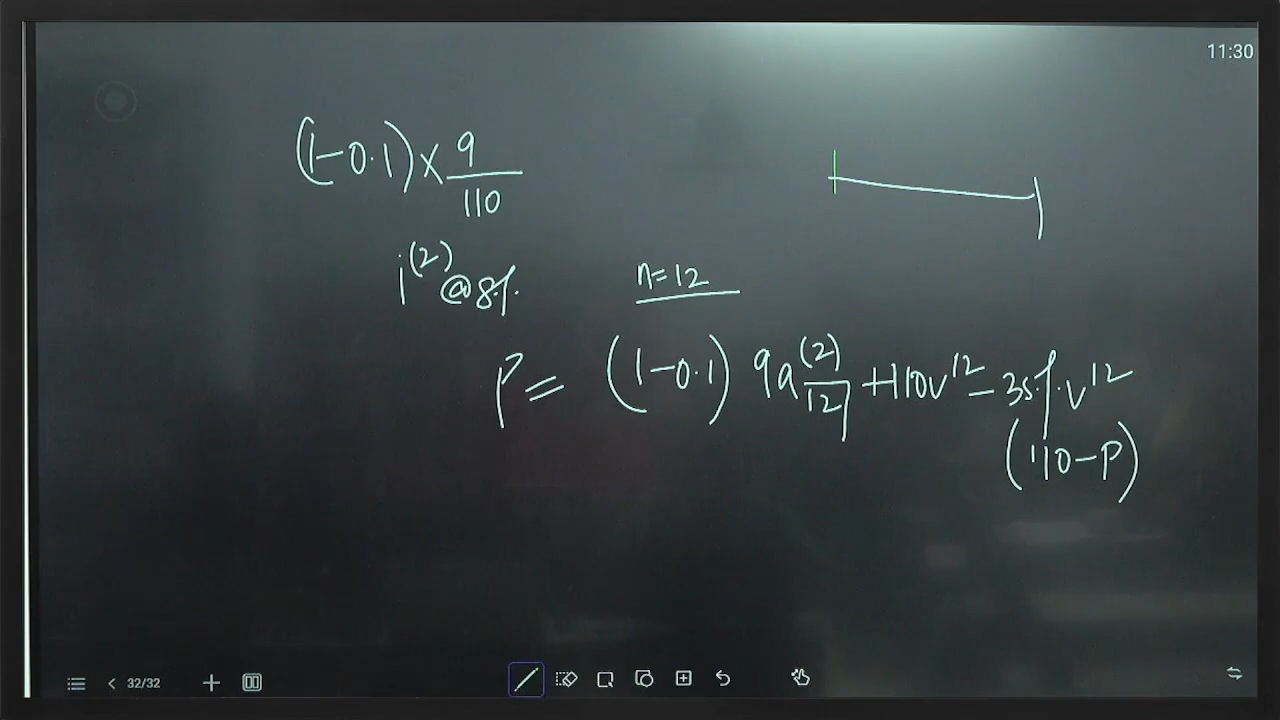 11:30
(1-0.1) × 9/110
i^(2) @ 8%.
n=12
P = (1-0.1) 9a^(2)_12| + 110v^12 - 35%. v^12
(110-P)
32/32